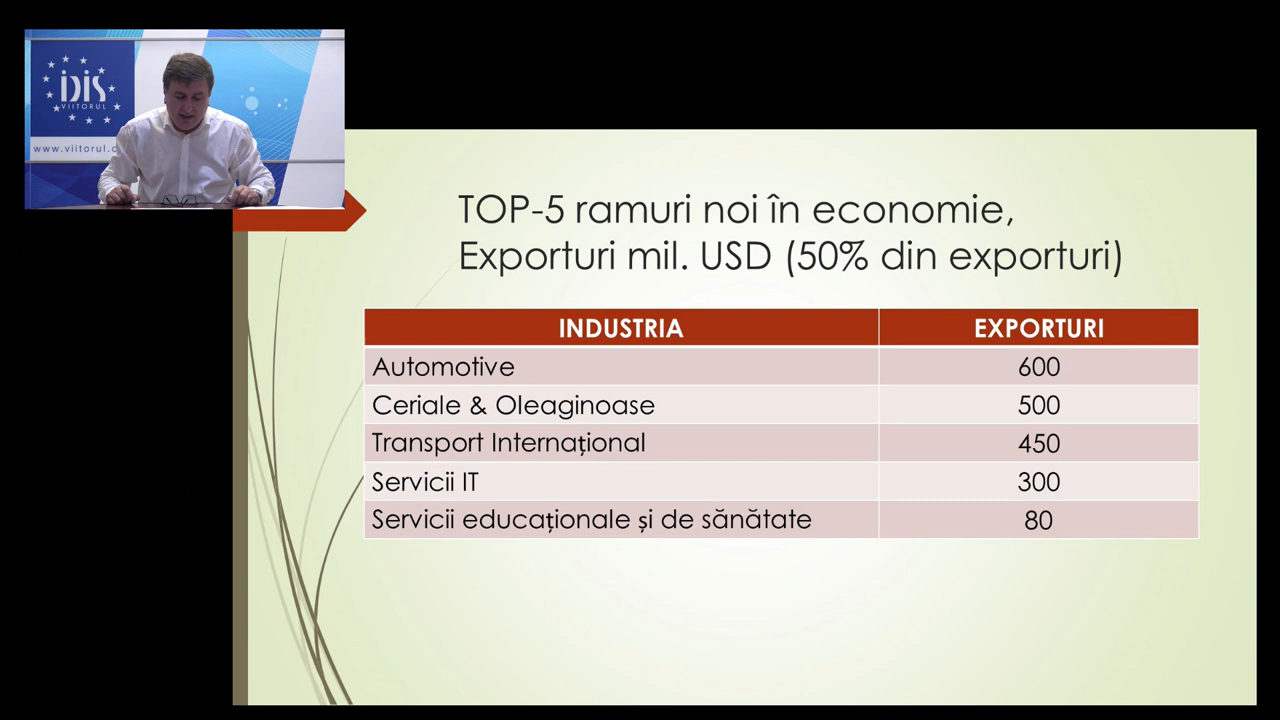 iDIS
VIITORUL
www.viitorul.o
TOP-5 ramuri noi în economie,
Exporturi mil. USD (50% din exporturi)
INDUSTRIA EXPORTURI
Automotive 600
Ceriale & Oleaginoase 500
Transport Internațional 450
Servicii IT 300
Servicii educaționale și de sănătate 80